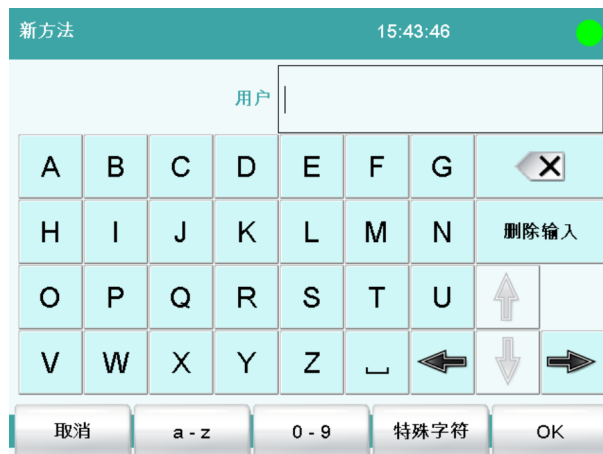 新方法 15:43:46
用户
A B C D E F G
H I J K L M N 删除输入
O P Q R S T U
V W X Y Z
取消 a - z 0 - 9 特殊字符 OK